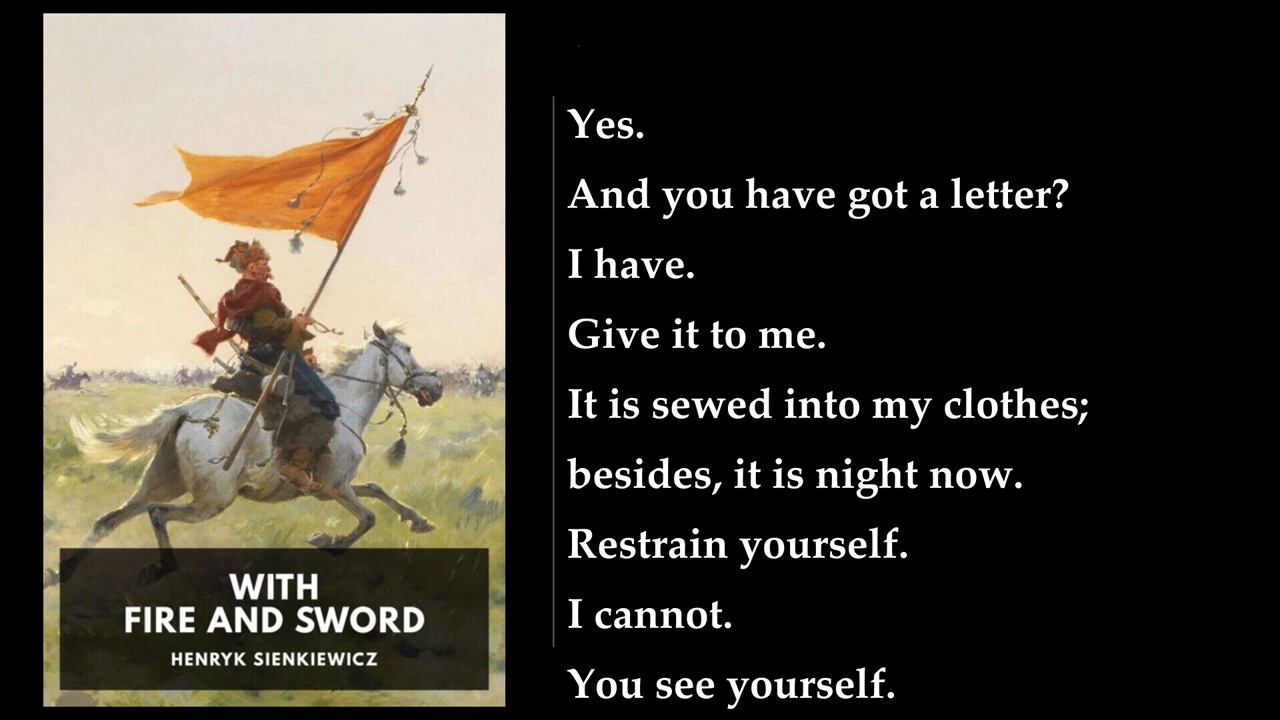 WITH
FIRE AND SWORD
HENRYK SIENKIEWICZ
Yes.
And you have got a letter?
I have.
Give it to me.
It is sewed into my clothes;
besides, it is night now.
Restrain yourself.
I cannot.
You see yourself.